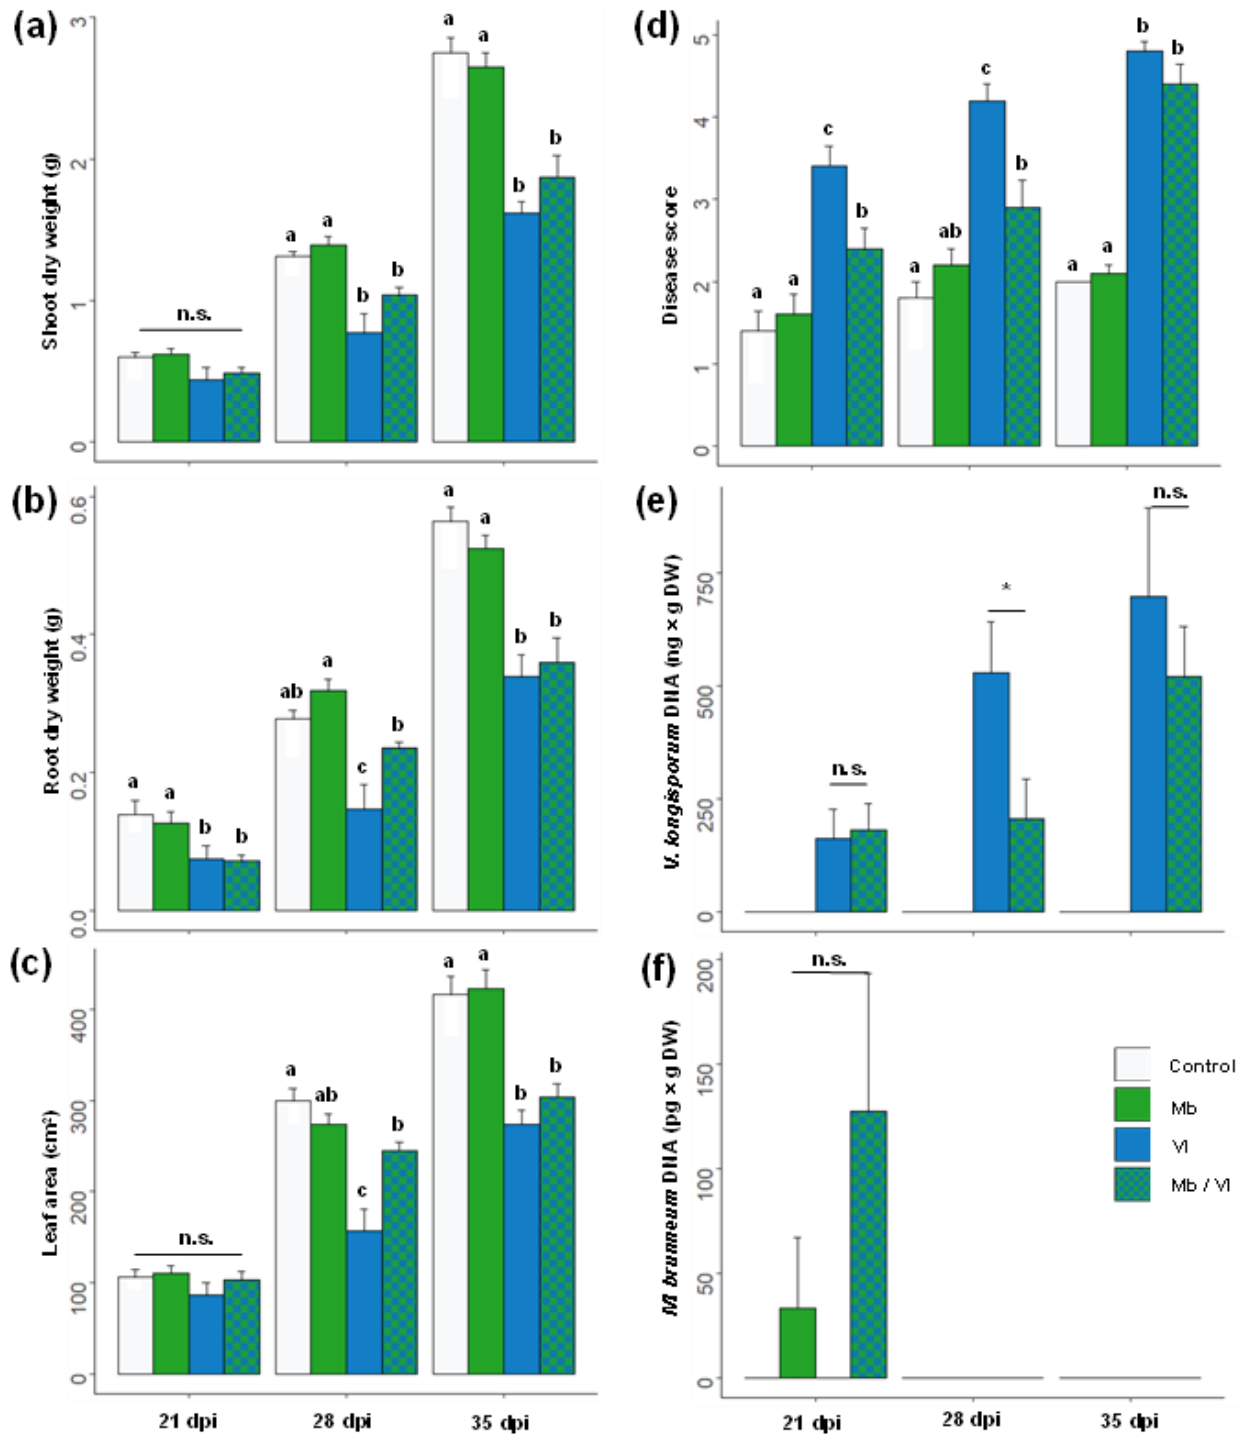 (a)
Shoot dry weight (g)
3
2
1
0
n.s.
a
a
b
b
a
a
b
b
(b)
Root dry weight (g)
0.6
0.4
0.2
0.0
a
a
b
b
ab
a
c
b
a
a
b
b
(c)
Leaf area (cm²)
400
300
200
100
0
n.s.
a
ab
c
b
a
a
b
b
21 dpi
28 dpi
35 dpi
(d)
Disease score
5
4
3
2
1
0
a
a
c
b
a
ab
c
b
a
a
b
b
(e)
V. longisporum DNA (ng × g DW)
750
500
250
0
n.s.
*
n.s.
(f)
M brunneum DNA (pg × g DW)
200
150
100
50
0
n.s.
Control
Mb
Vl
Mb / Vl
21 dpi
28 dpi
35 dpi